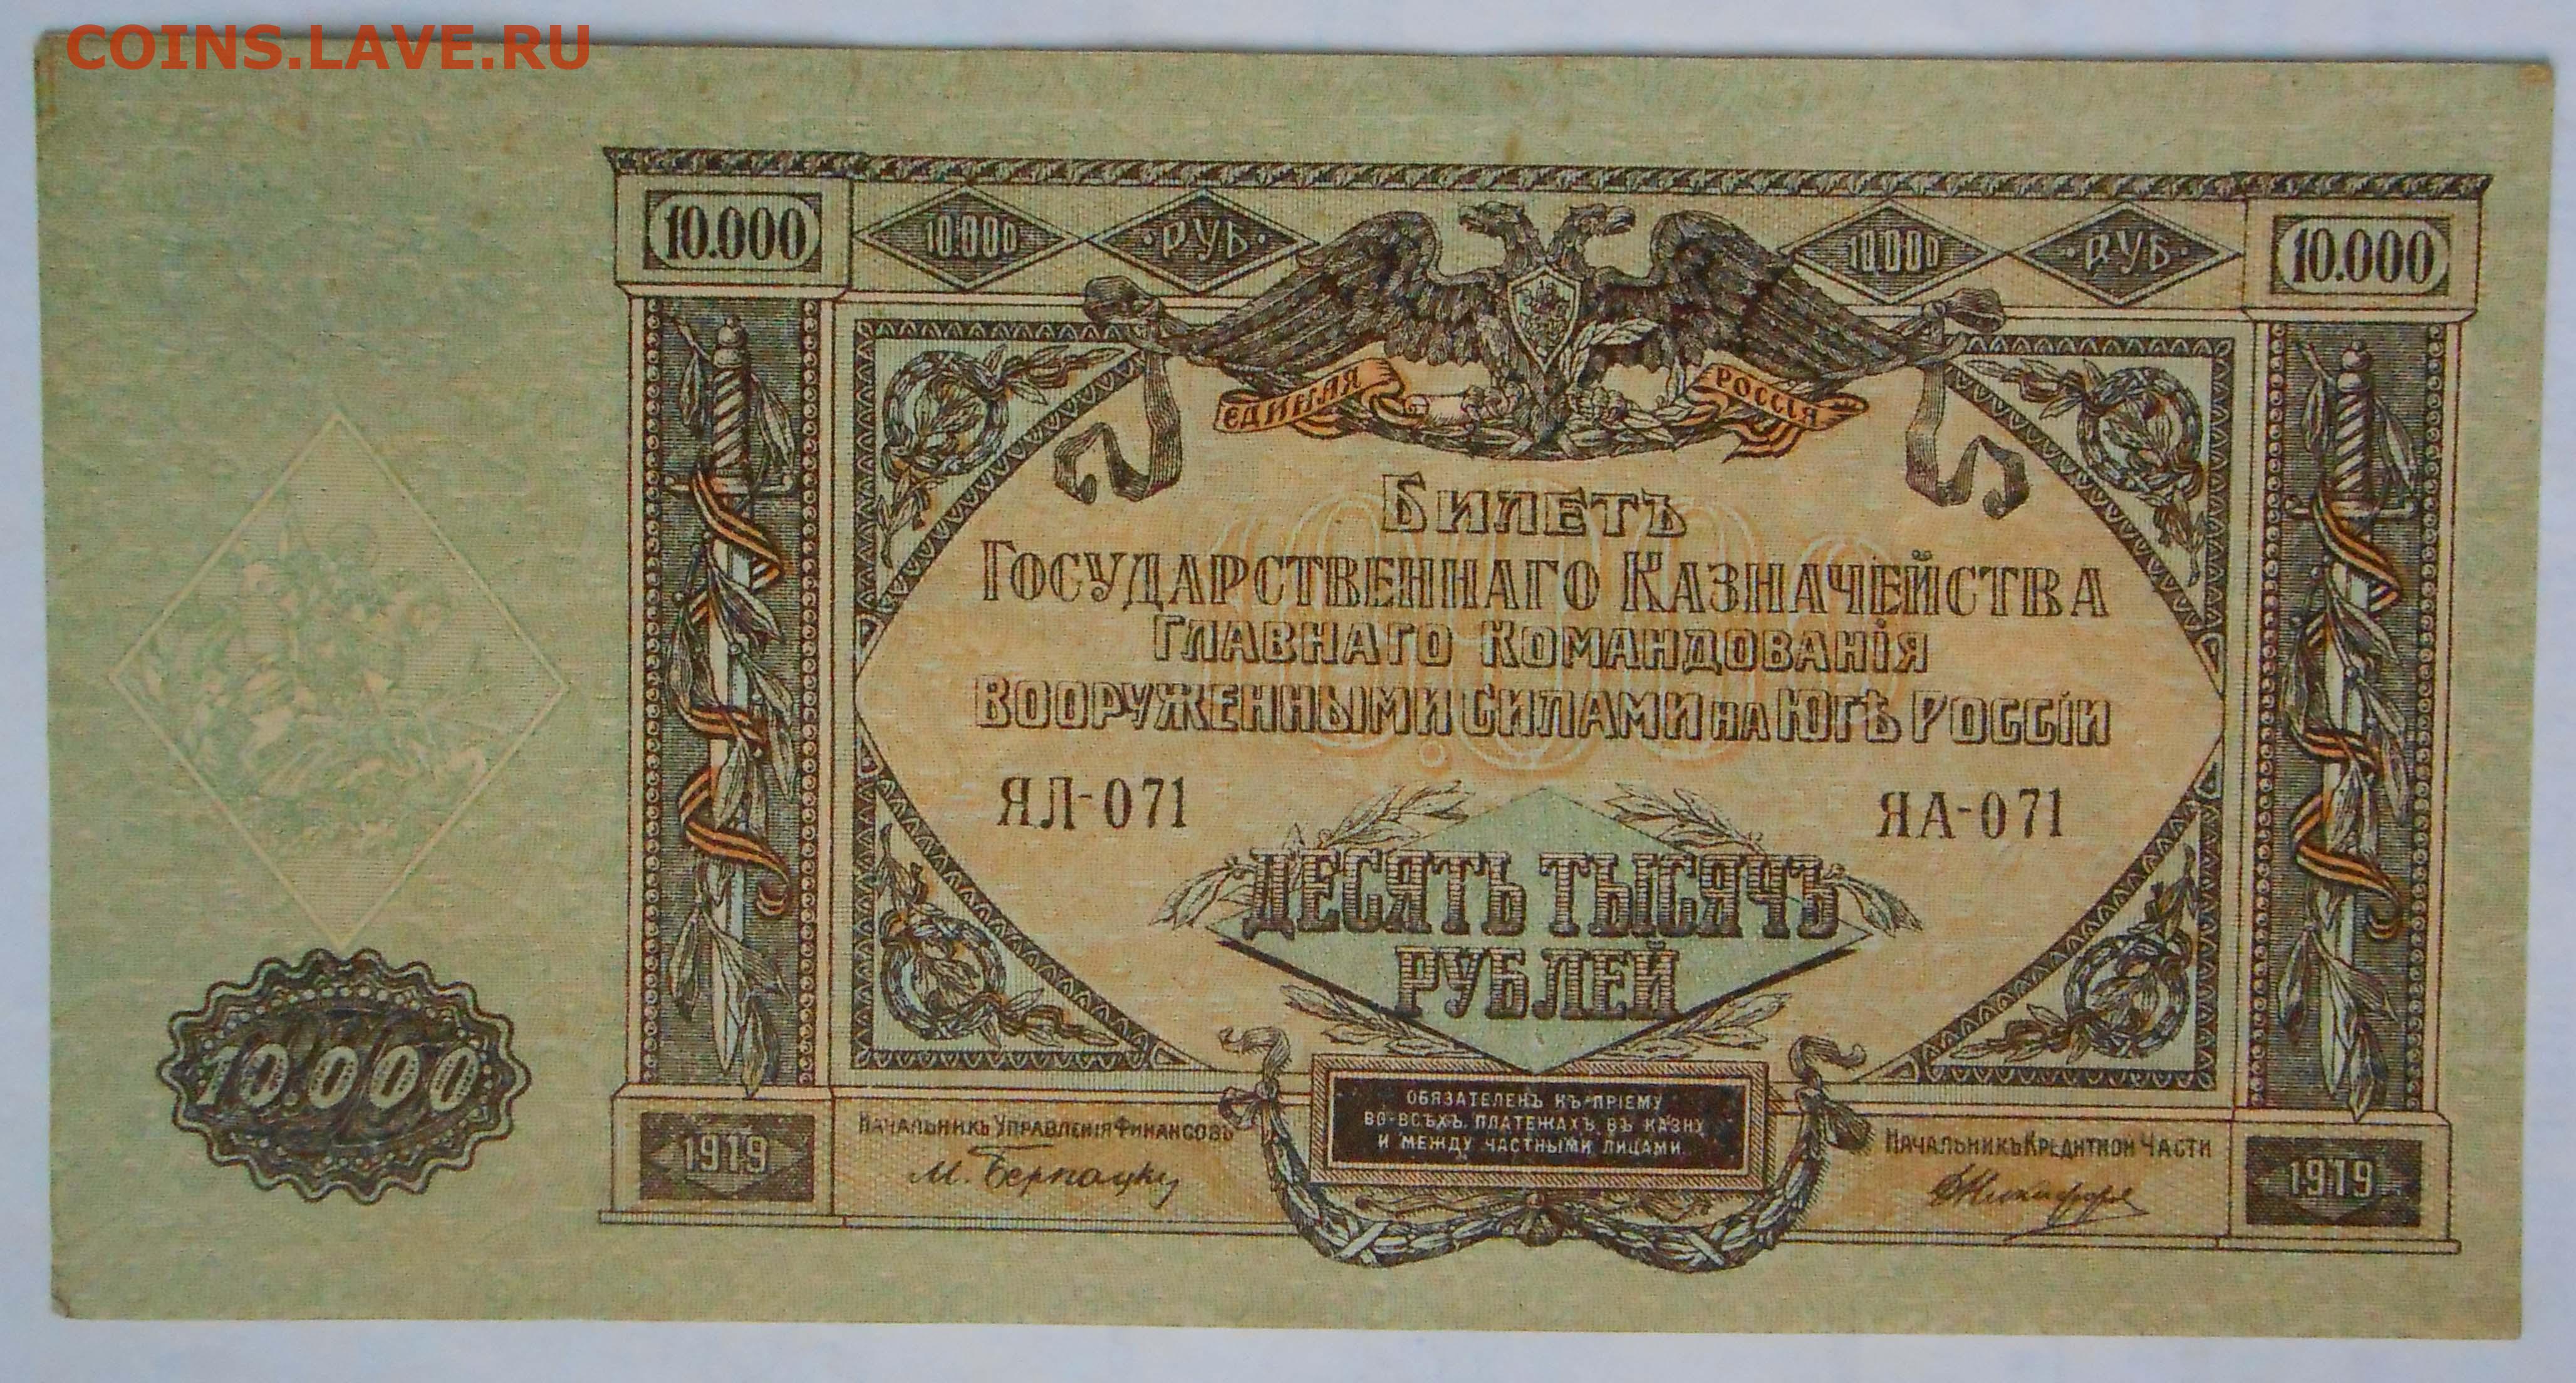 COINS.LAVE.RU
10.000 10.000 ·РУБ· 10.000 ·РУБ· 10.000
ЕДИНАЯ РОССІЯ
БИЛЕТЪ
ГОСУДАРСТВЕННАГО КАЗНАЧЕЙСТВА
ГЛАВНАГО КОМАНДОВАНІЯ
ВООРУЖЕННЫМИ СИЛАМИ НА ЮГѢ РОССІИ
ЯЛ-071 ЯА-071
ДЕСЯТЬ ТЫСЯЧЪ
РУБЛЕЙ
10.000
ОБЯЗАТЕЛЕНЪ КЪ ПРІЕМУ
ВО ВСѢХЪ ПЛАТЕЖАХЪ ВЪ КАЗНУ
И МЕЖДУ ЧАСТНЫМИ ЛИЦАМИ
1919 НАЧАЛЬНИКЪ УПРАВЛЕНІЯ ФИНАНСОВЪ НАЧАЛЬНИКЪ КРЕДИТНОЙ ЧАСТИ 1919
М. Бернацкій